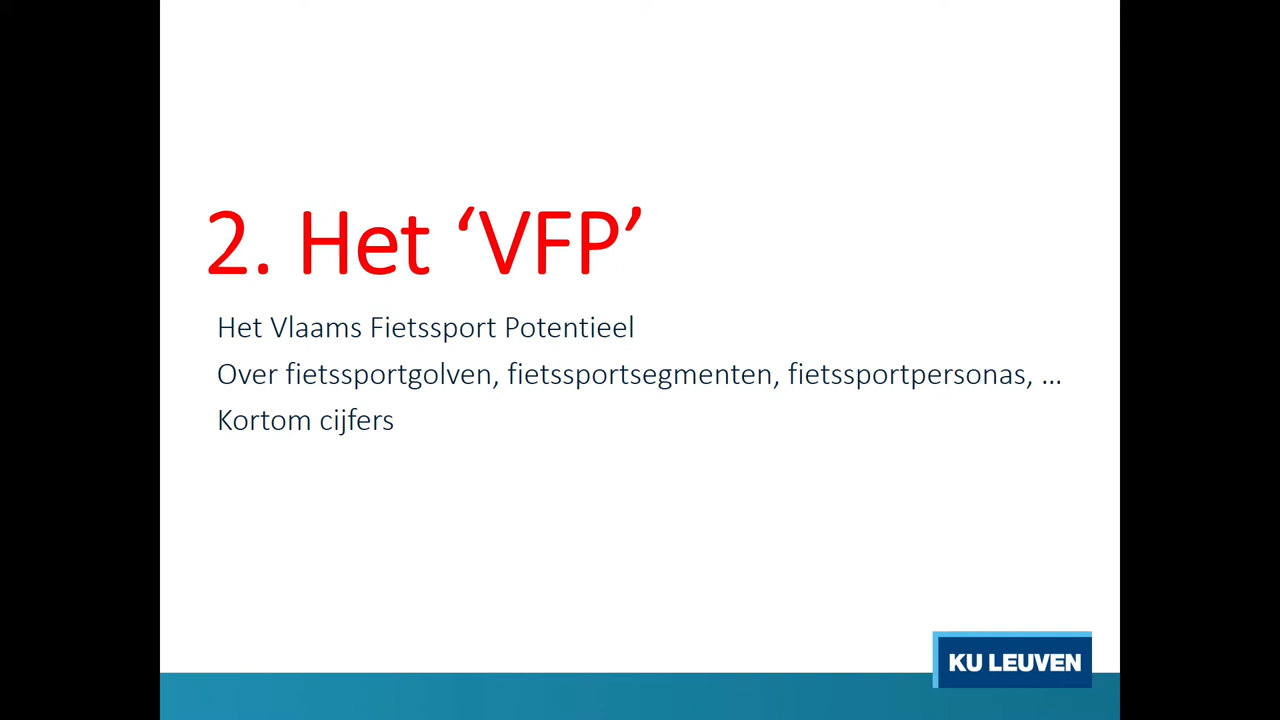 2. Het ‘VFP’
Het Vlaams Fietssport Potentieel
Over fietssportgolven, fietssportsegmenten, fietssportpersonas, ...
Kortom cijfers
KU LEUVEN